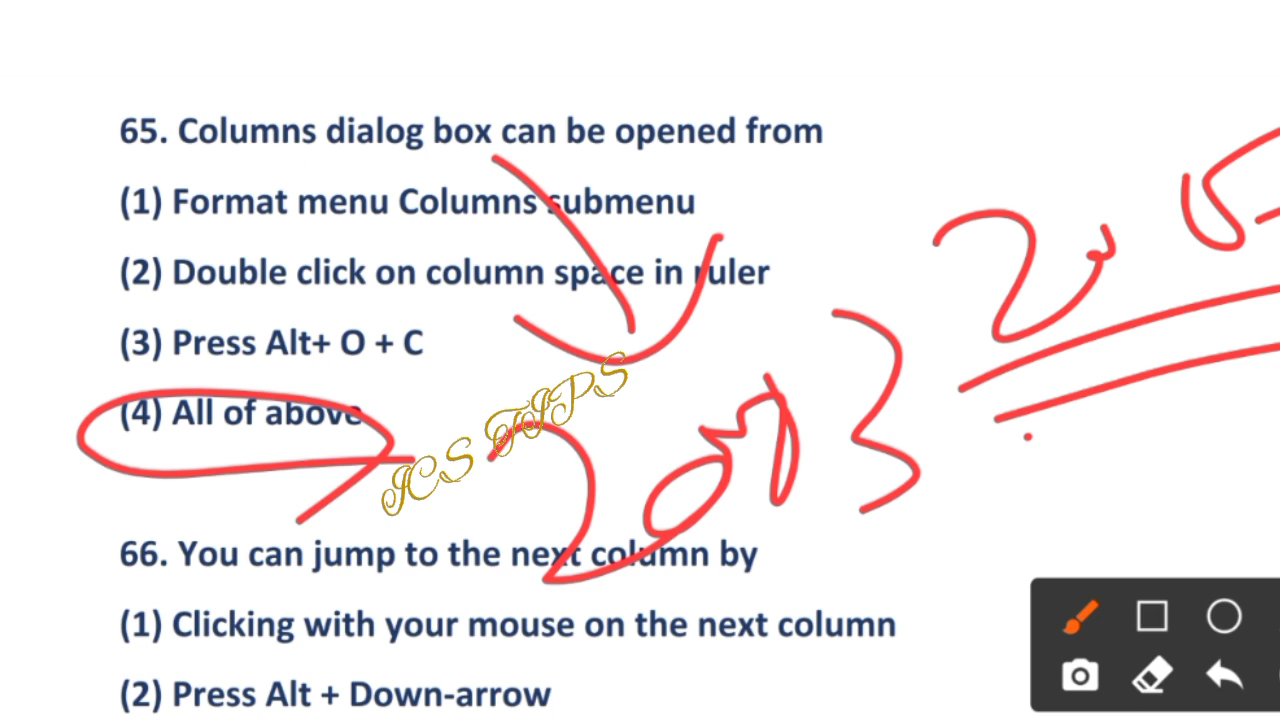 65. Columns dialog box can be opened from
(1) Format menu Columns submenu
(2) Double click on column space in ruler
(3) Press Alt+ O + C
(4) All of above
ICS TIPS
2003
66. You can jump to the next column by
(1) Clicking with your mouse on the next column
(2) Press Alt + Down-arrow